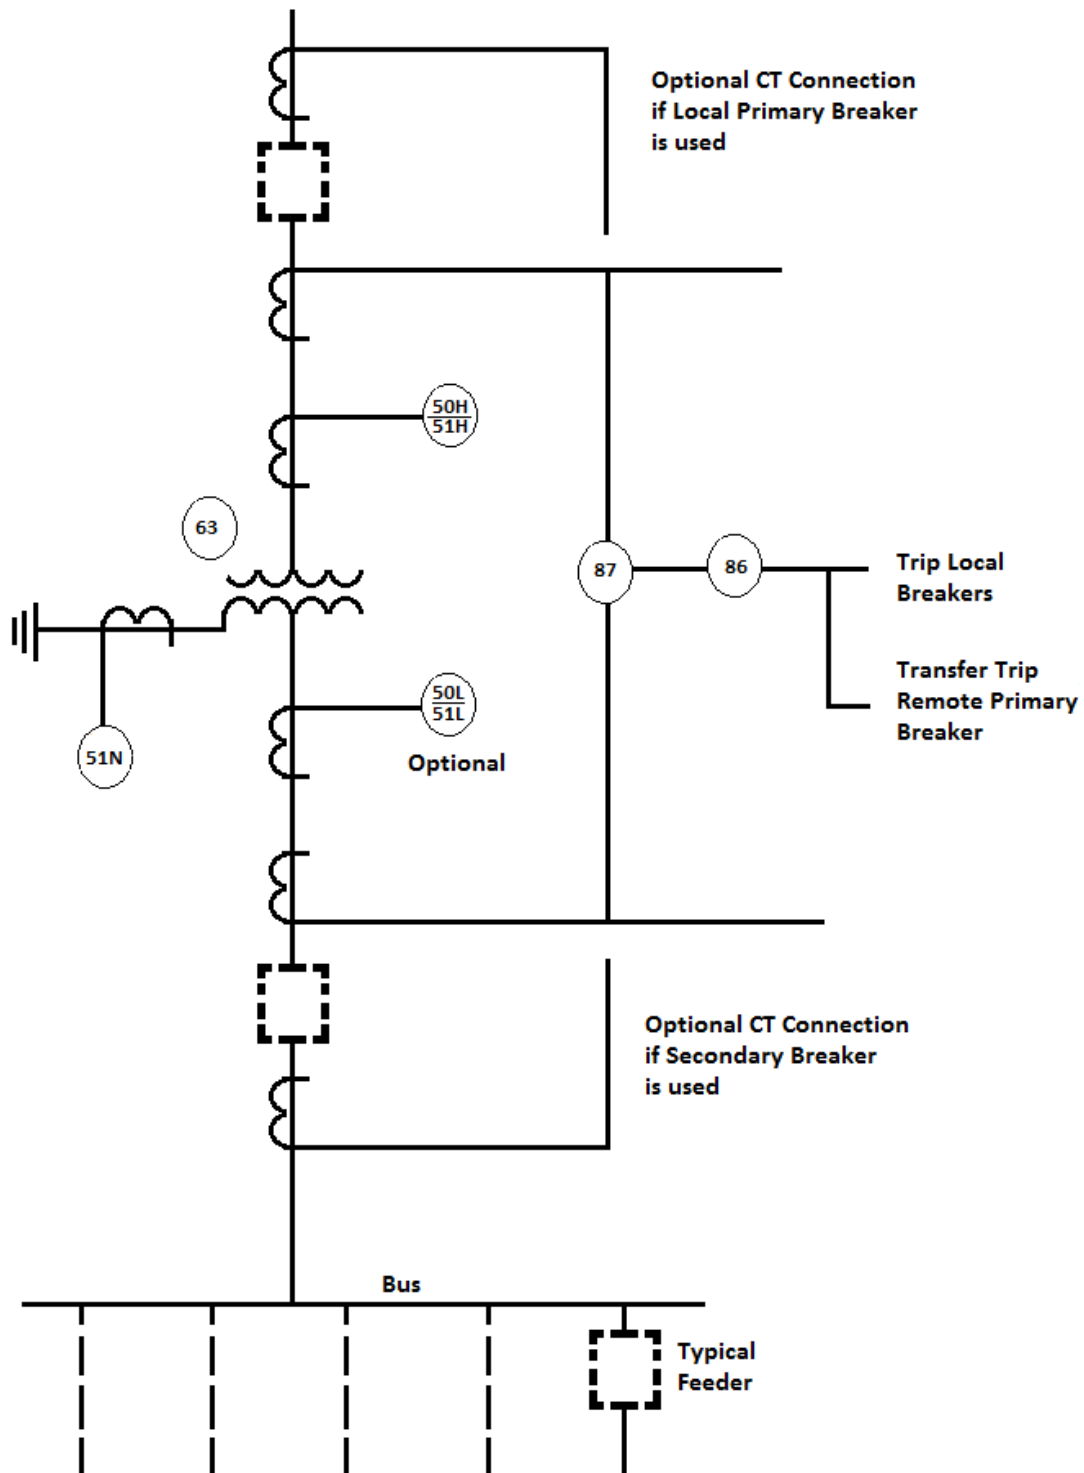 Optional CT Connection
if Local Primary Breaker
is used
50H
51H
63
87
86
Trip Local
Breakers
Transfer Trip
Remote Primary
Breaker
50L
51L
Optional
51N
Optional CT Connection
if Secondary Breaker
is used
Bus
Typical
Feeder